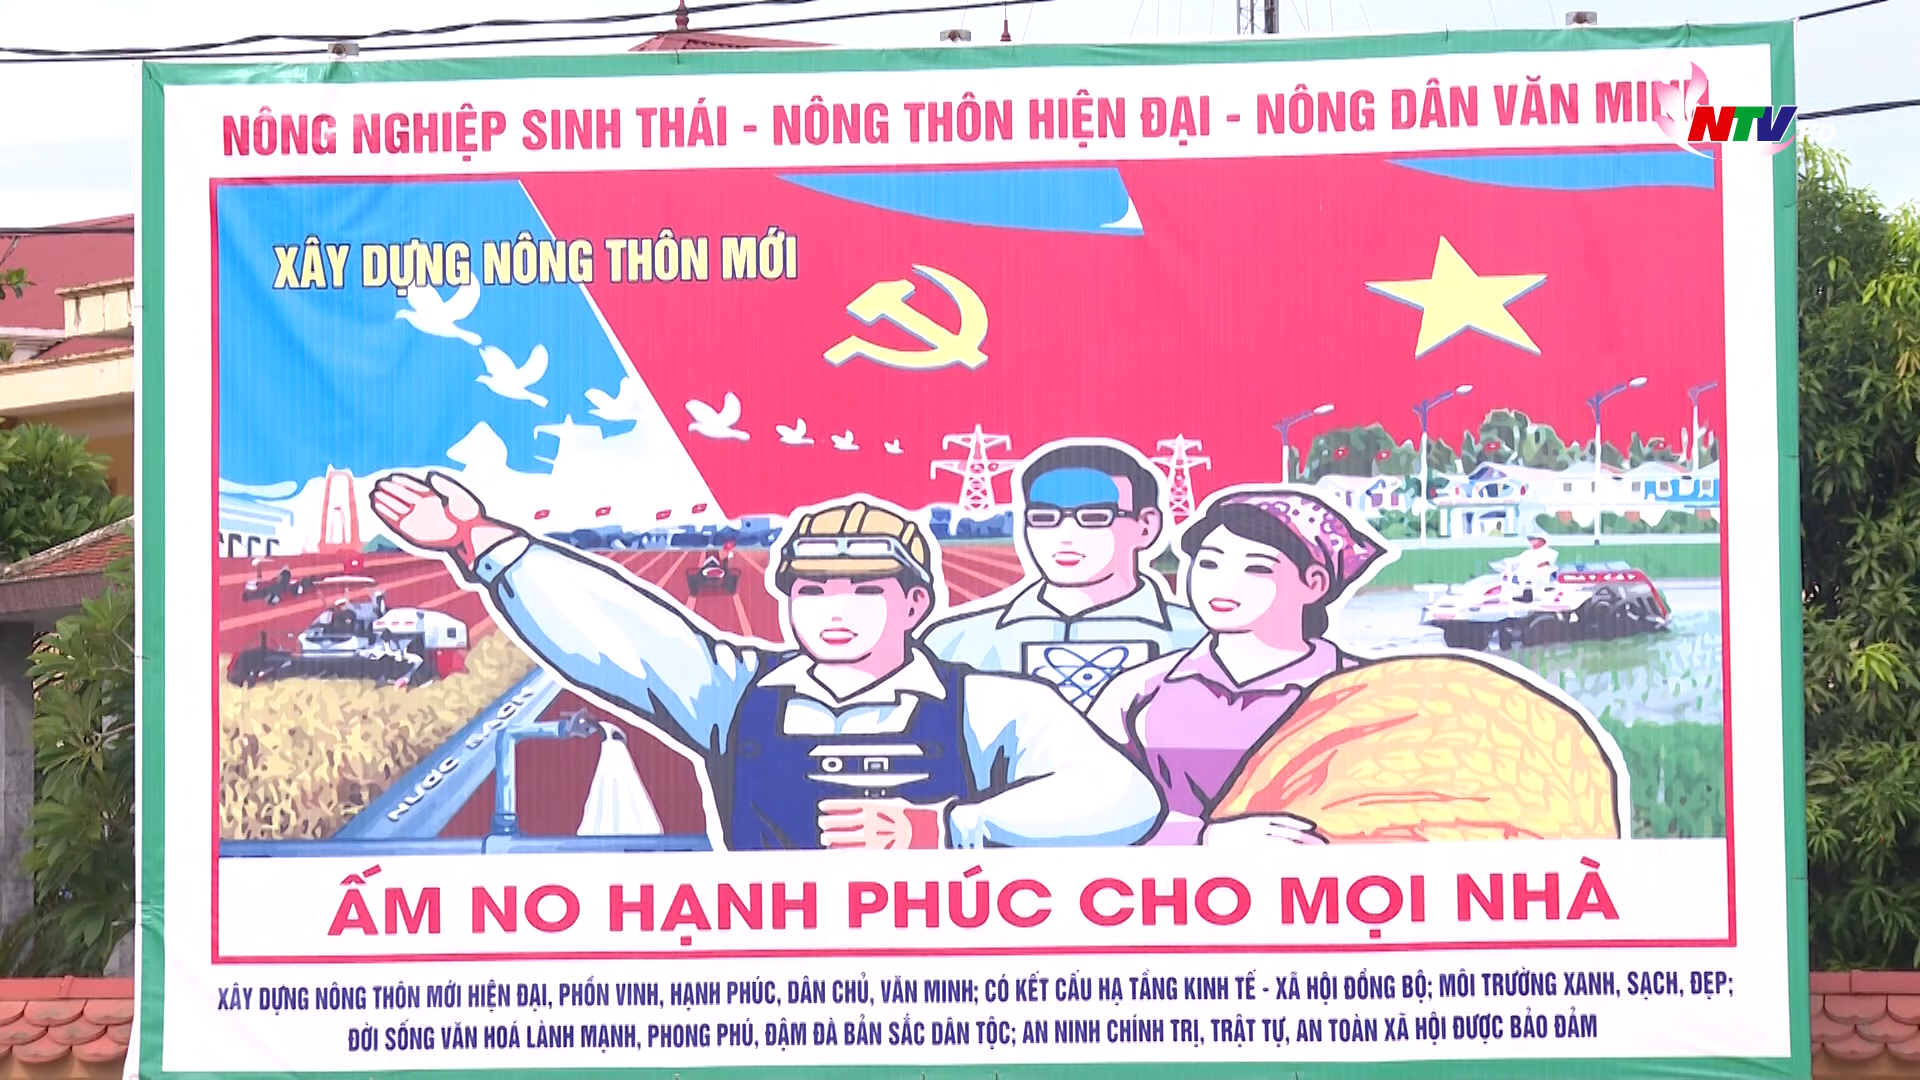 NÔNG NGHIỆP SINH THÁI - NÔNG THÔN HIỆN ĐẠI - NÔNG DÂN VĂN MINH
NTV
XÂY DỰNG NÔNG THÔN MỚI
NƯỚC SẠCH
ẤM NO HẠNH PHÚC CHO MỌI NHÀ
XÂY DỰNG NÔNG THÔN MỚI HIỆN ĐẠI, PHỒN VINH, HẠNH PHÚC, DÂN CHỦ, VĂN MINH; CÓ KẾT CẤU HẠ TẦNG KINH TẾ - XÃ HỘI ĐỒNG BỘ; MÔI TRƯỜNG XANH, SẠCH, ĐẸP;
ĐỜI SỐNG VĂN HOÁ LÀNH MẠNH, PHONG PHÚ, ĐẬM ĐÀ BẢN SẮC DÂN TỘC; AN NINH CHÍNH TRỊ, TRẬT TỰ, AN TOÀN XÃ HỘI ĐƯỢC BẢO ĐẢM